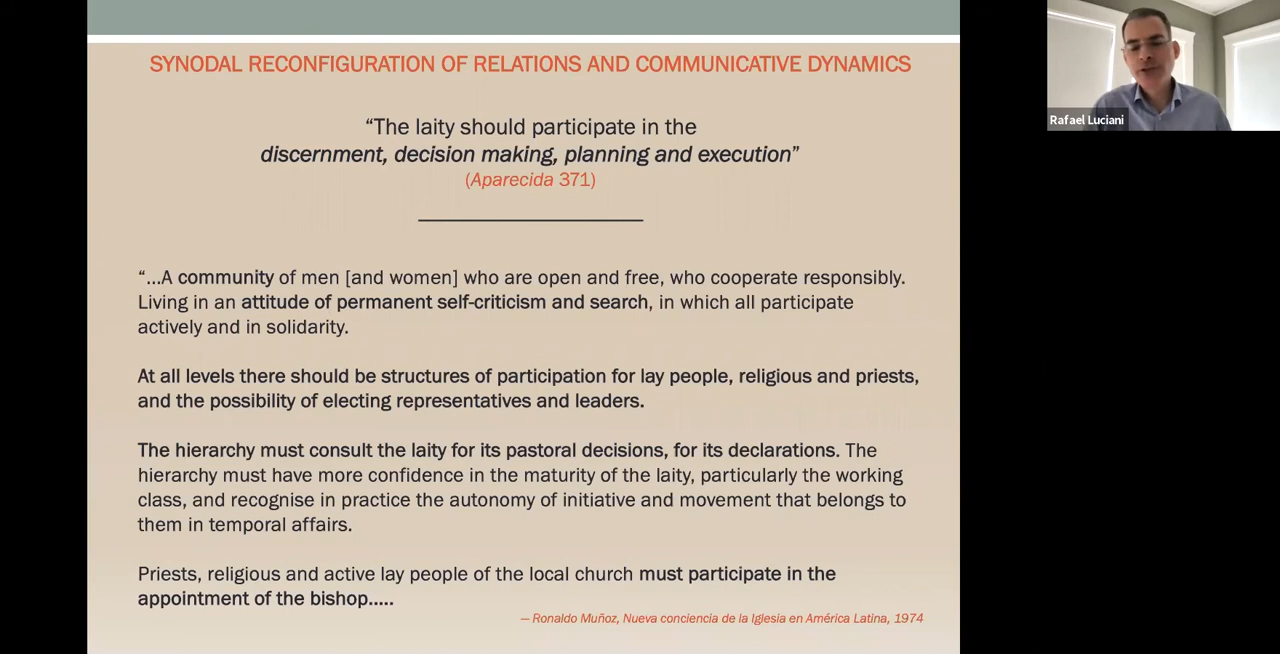 SYNODAL RECONFIGURATION OF RELATIONS AND COMMUNICATIVE DYNAMICS
“The laity should participate in the
discernment, decision making, planning and execution”
(Aparecida 371)
“...A community of men [and women] who are open and free, who cooperate responsibly.
Living in an attitude of permanent self-criticism and search, in which all participate
actively and in solidarity.
At all levels there should be structures of participation for lay people, religious and priests,
and the possibility of electing representatives and leaders.
The hierarchy must consult the laity for its pastoral decisions, for its declarations. The
hierarchy must have more confidence in the maturity of the laity, particularly the working
class, and recognise in practice the autonomy of initiative and movement that belongs to
them in temporal affairs.
Priests, religious and active lay people of the local church must participate in the
appointment of the bishop.....
— Ronaldo Muñoz, Nueva conciencia de la Iglesia en América Latina, 1974
Rafael Luciani